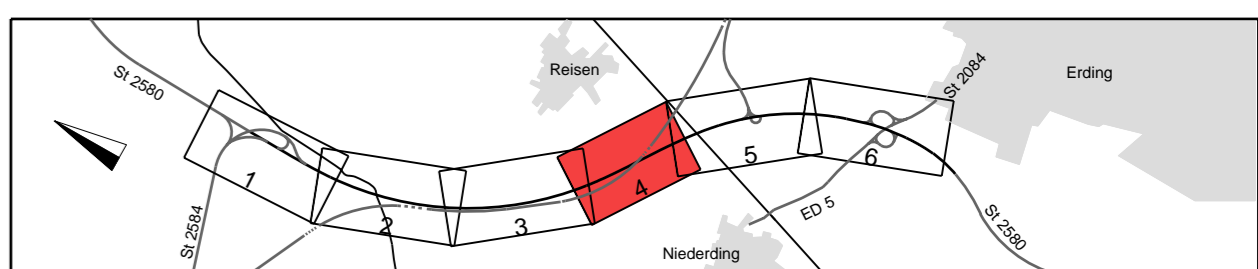 St 2580
Reisen
St 2084
Erding
1
2
3
4
5
6
St 2584
ED 5
Niederding
St 2580